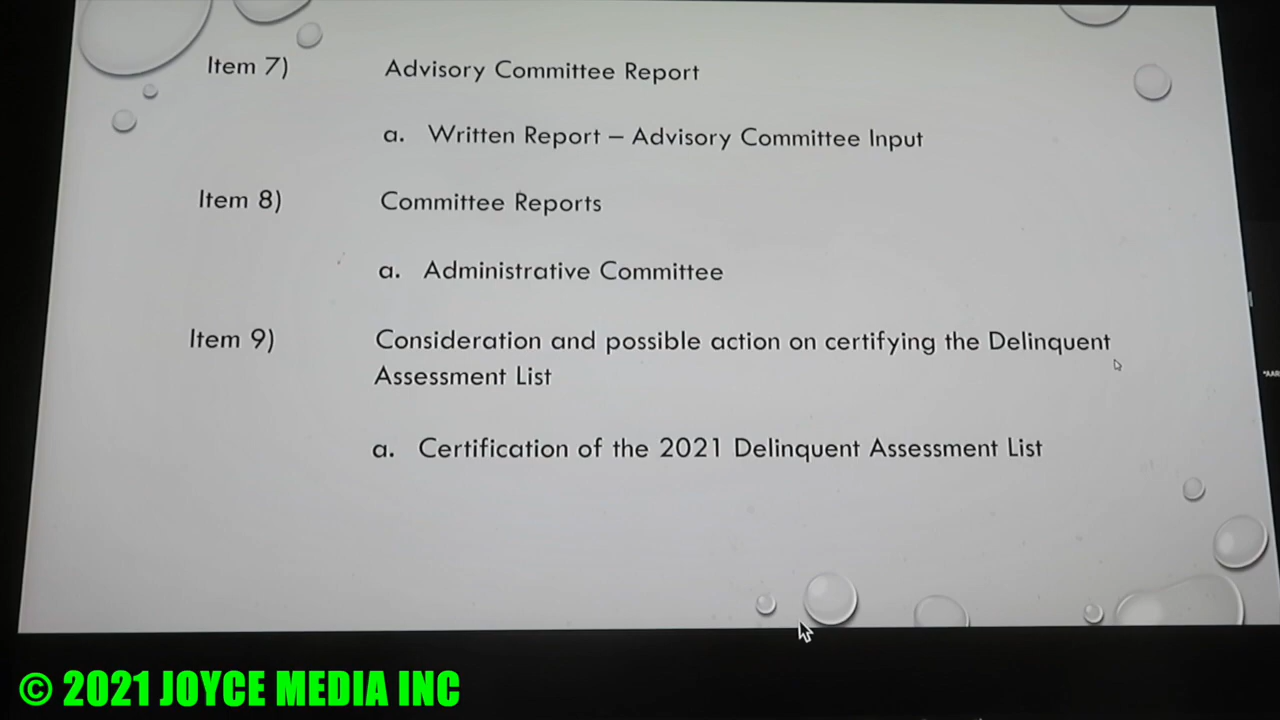 Item 7) Advisory Committee Report
a. Written Report – Advisory Committee Input
Item 8) Committee Reports
a. Administrative Committee
Item 9) Consideration and possible action on certifying the Delinquent
Assessment List
a. Certification of the 2021 Delinquent Assessment List
© 2021 JOYCE MEDIA INC